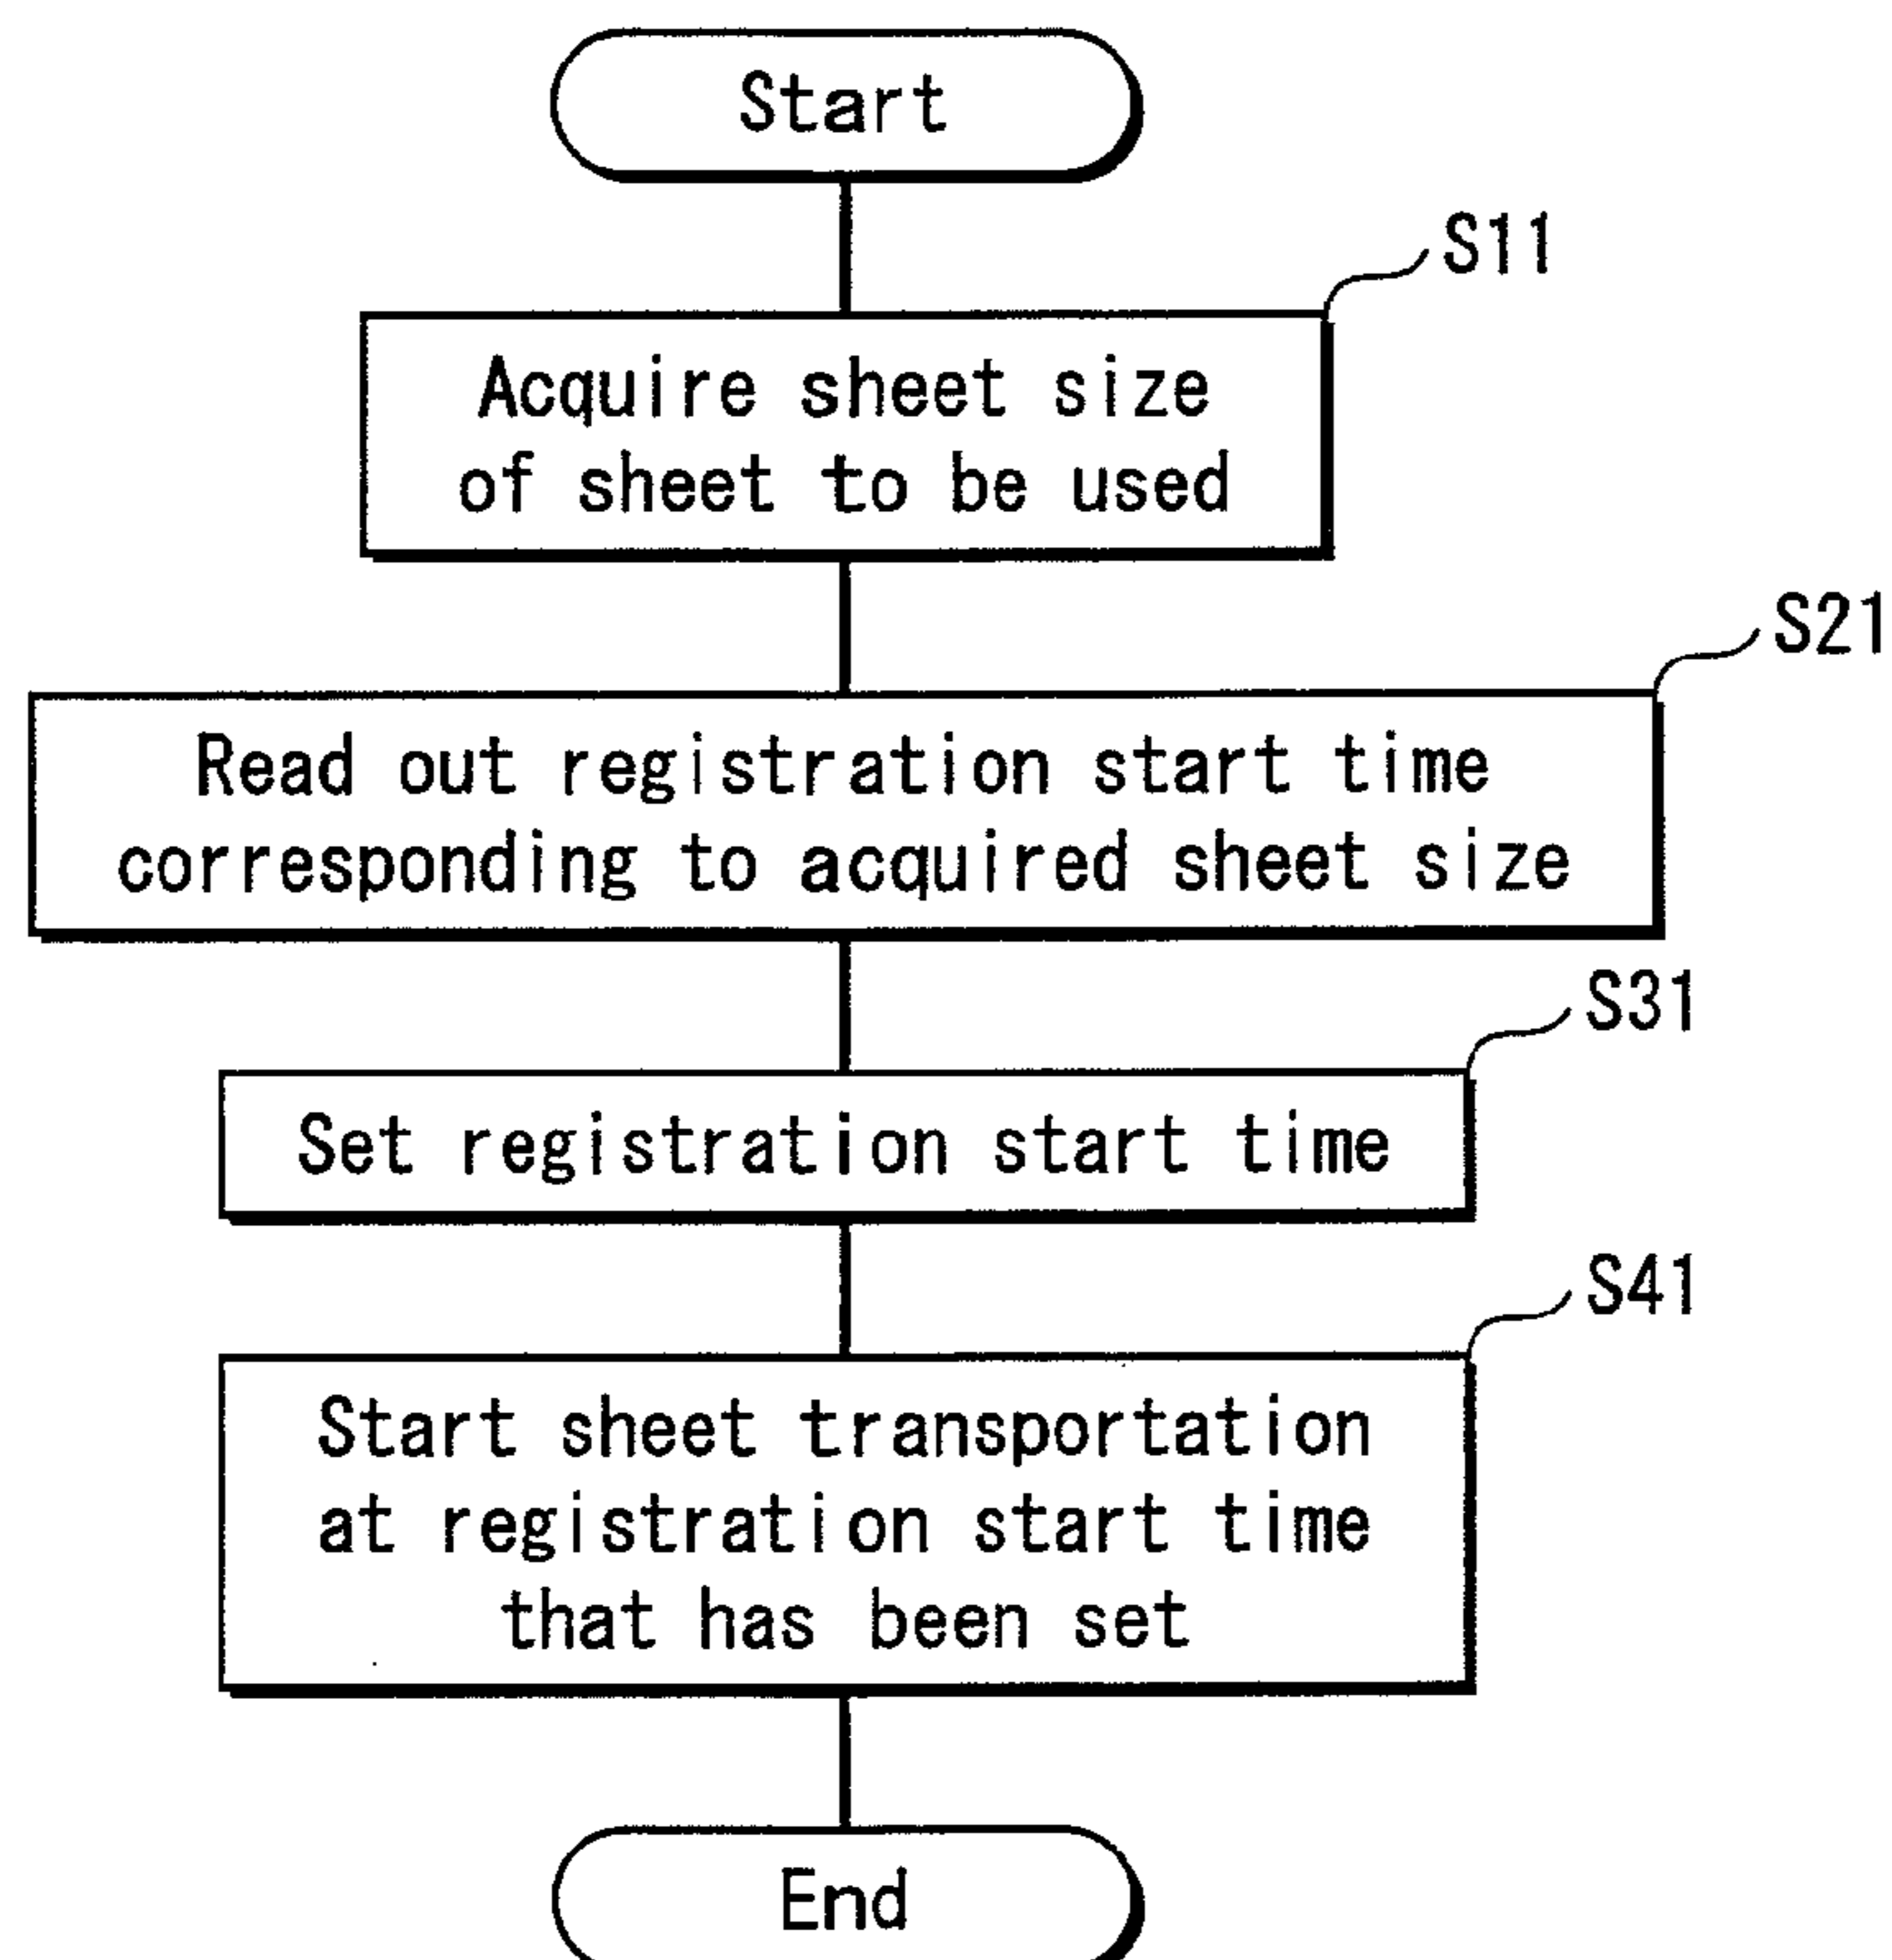 Start
S11
Acquire sheet size
of sheet to be used
S21
Read out registration start time
corresponding to acquired sheet size
S31
Set registration start time
S41
Start sheet transportation
at registration start time
that has been set
End